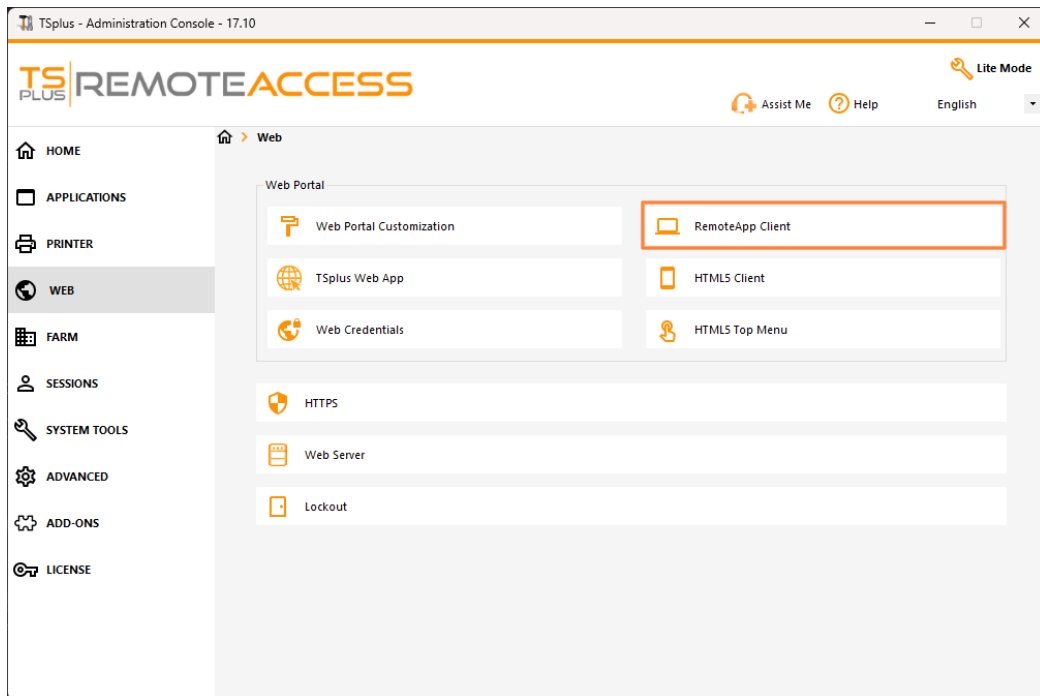 TSplus - Administration Console - 17.10
TS PLUS REMOTEACCESS
Lite Mode
Assist Me
Help
English
HOME
APPLICATIONS
PRINTER
WEB
FARM
SESSIONS
SYSTEM TOOLS
ADVANCED
ADD-ONS
LICENSE
Web
Web Portal
Web Portal Customization
RemoteApp Client
TSplus Web App
HTML5 Client
Web Credentials
HTML5 Top Menu
HTTPS
Web Server
Lockout